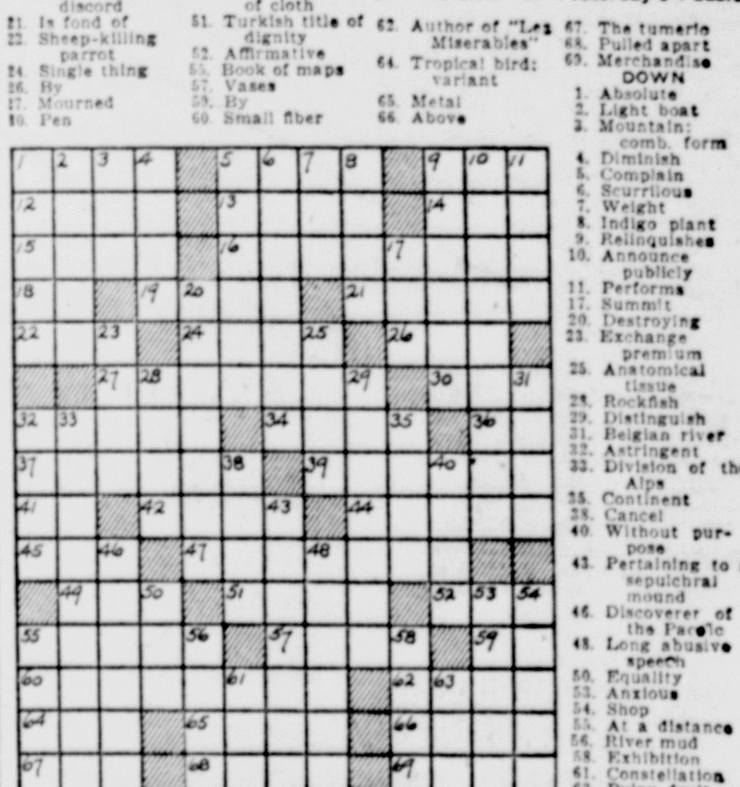 discord
21. Is fond of
22. Sheep-killing
parrot
24. Single thing
26. By
27. Mourned
30. Pen
of cloth
51. Turkish title of
dignity
52. Affirmative
55. Book of maps
57. Vases
59. By
60. Small fiber
62. Author of "Les
Miserables"
64. Tropical bird:
variant
65. Metal
66. Above
67. The tumeric
68. Pulled apart
69. Merchandise
DOWN
1. Absolute
2. Light boat
3. Mountain:
comb. form
4. Diminish
5. Complain
6. Scurrilous
7. Weight
8. Indigo plant
9. Relinquishes
10. Announce
publicly
11. Performs
17. Summit
20. Destroying
23. Exchange
premium
25. Anatomical
tissue
28. Rockfish
29. Distinguish
31. Belgian river
32. Astringent
33. Division of the
Alps
35. Continent
38. Cancel
40. Without pur-
pose
43. Pertaining to
sepulchral
mound
46. Discoverer of
the Pacific
48. Long abusive
speech
50. Equality
53. Anxious
54. Shop
55. At a distance
56. River mud
58. Exhibition
61. Constellation
1 2 3 4 5 6 7 8 9 10 11
12 13 14
15 16 17
18 19 20 21
22 23 24 25 26
27 28 29 30 31
32 33 34 35 36
37 38 39 40
41 42 43 44
45 46 47 48
49 50 51 52 53 54
55 56 57 58 59
60 61 62 63
64 65 66
67 68 69